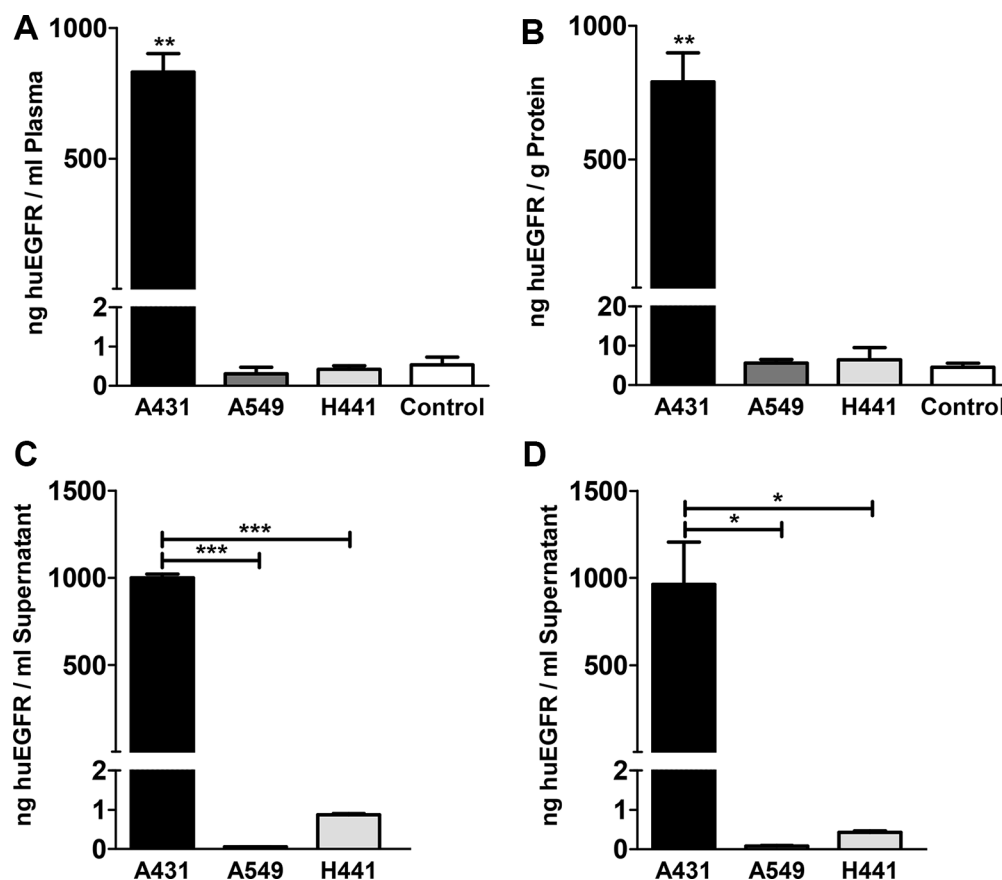 A
ng huEGFR / ml Plasma
1000
500
2
1
0
**
A431 A549 H441 Control
B
ng huEGFR / g Protein
1000
500
20
10
0
**
A431 A549 H441 Control
C
ng huEGFR / ml Supernatant
1500
1000
500
2
1
0
***
***
A431 A549 H441
D
ng huEGFR / ml Supernatant
1500
1000
500
2
1
0
*
*
A431 A549 H441